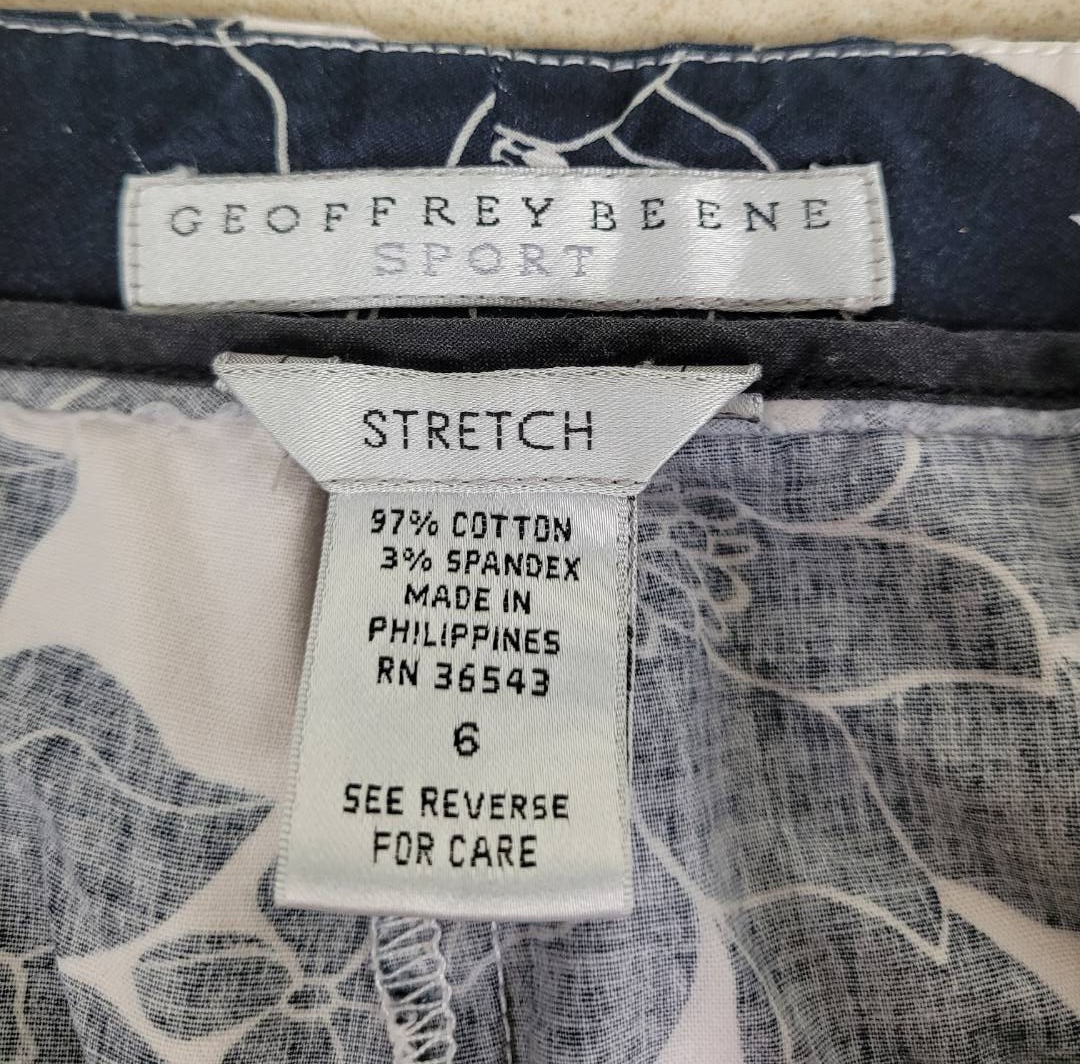 GEOFFREY BEENE
SPORT
STRETCH
97% COTTON
3% SPANDEX
MADE IN
PHILIPPINES
RN 36543
6
SEE REVERSE
FOR CARE